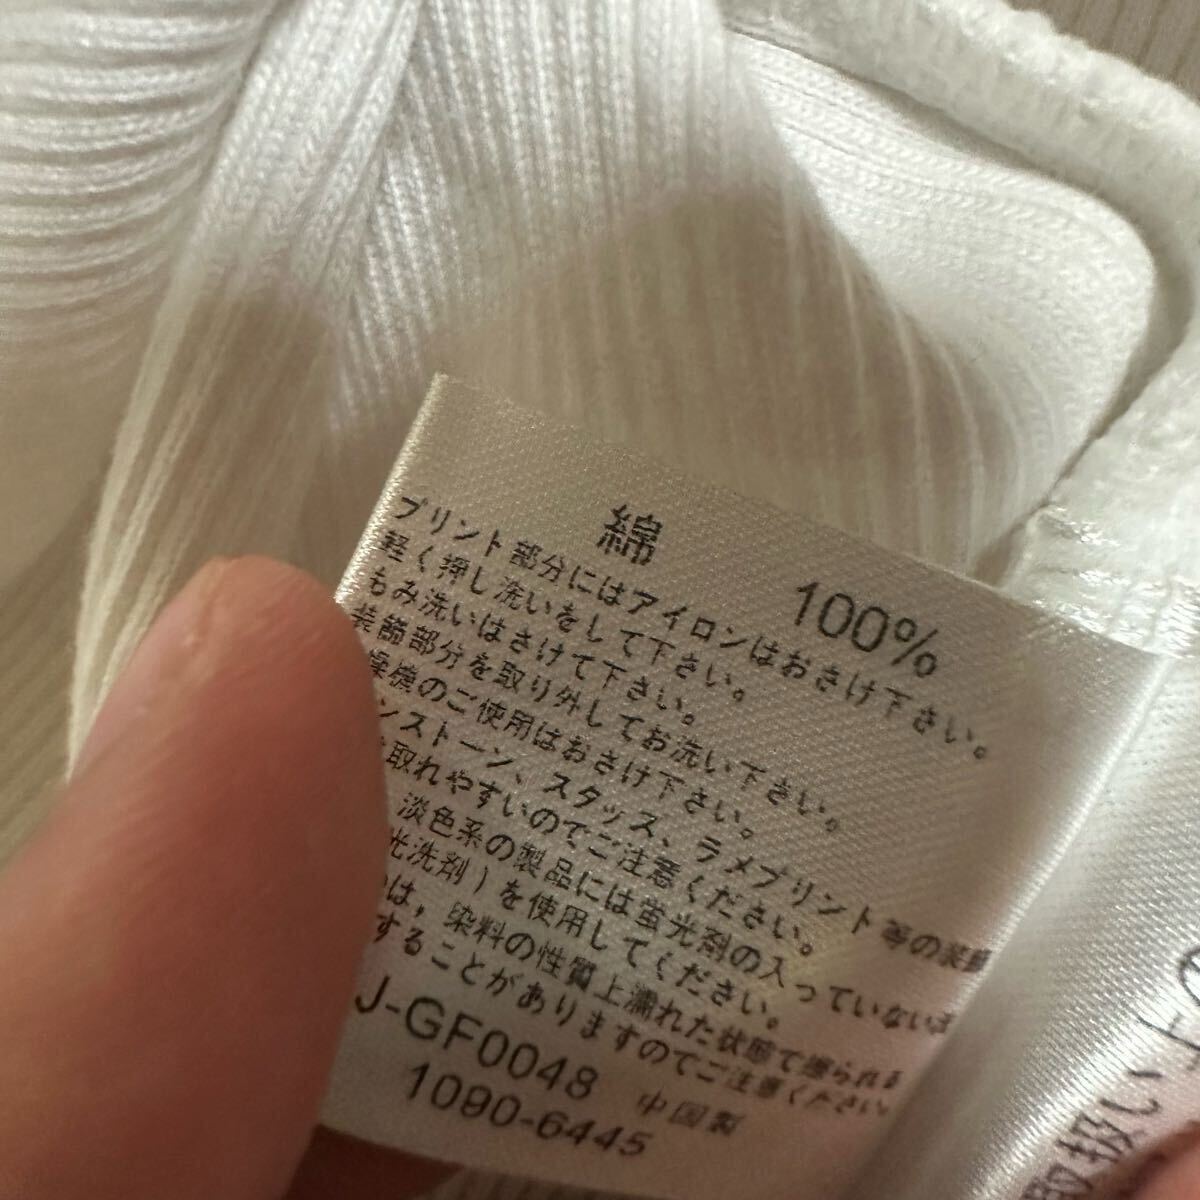 綿 100%
プリント部分にはアイロンはおさけ下さい。
軽く押し洗いをして下さい。
もみ洗いはさけて下さい。
装飾部分を取り外してお洗い下さい。
燥機のご使用はおさけ下さい。
ンストーン、スタッズ、ラメプリント等の装飾
取れやすいのでご注意ください。
淡色系の製品には蛍光剤の入っていない
光洗剤)を使用してください。
は，染料の性質上濡れた状態で擦られる
することがありますのでご注意ください。
J-GF0048 中国製
1090-6445
取扱い上の